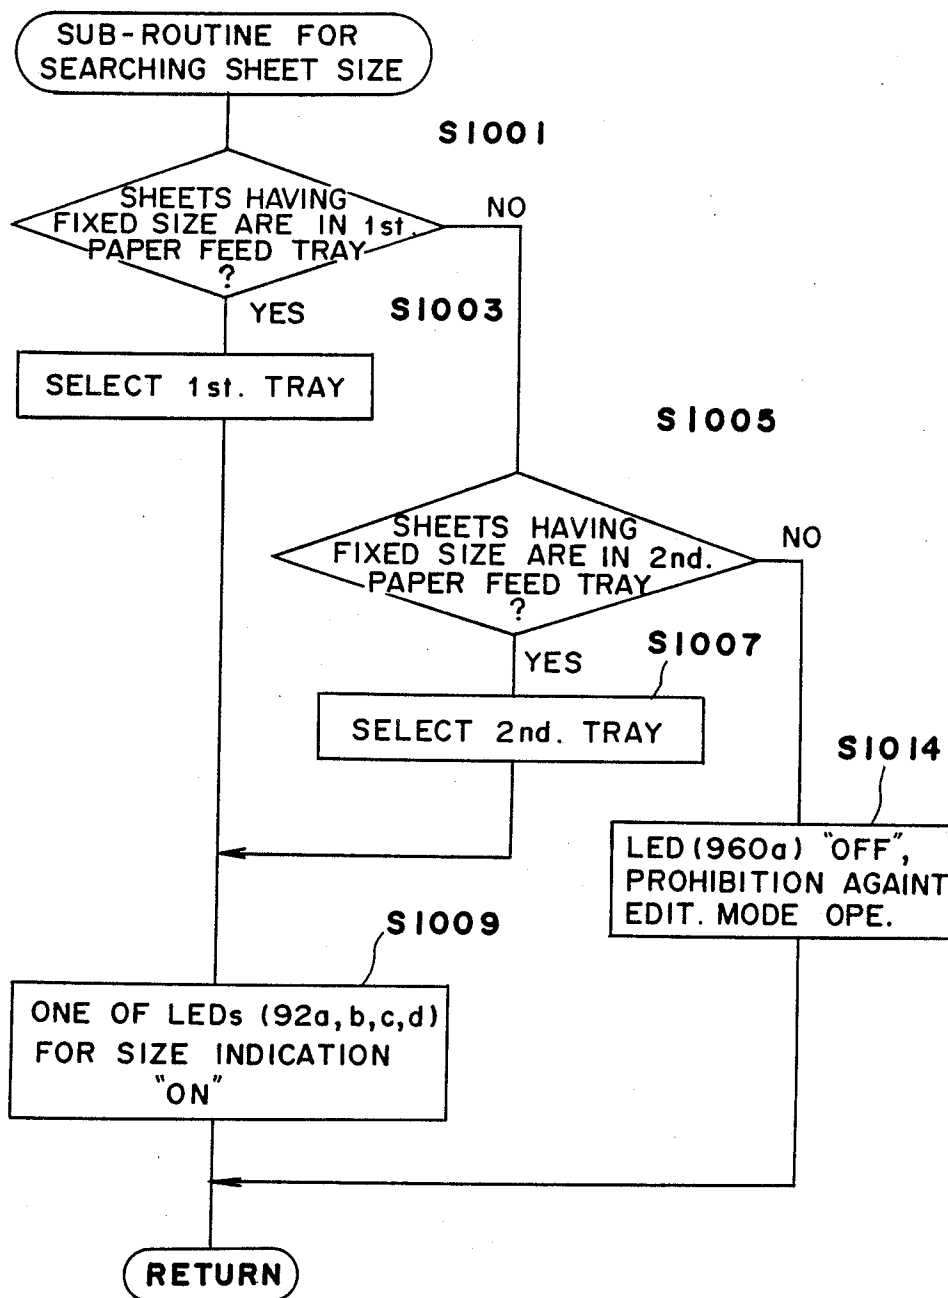 SUB-ROUTINE FOR
SEARCHING SHEET SIZE
S1001
SHEETS HAVING
FIXED SIZE ARE IN 1st.
PAPER FEED TRAY
?
NO
YES
S1003
SELECT 1st. TRAY
S1005
SHEETS HAVING
FIXED SIZE ARE IN 2nd.
PAPER FEED TRAY
?
NO
YES
S1007
SELECT 2nd. TRAY
S1014
LED(960a) "OFF",
PROHIBITION AGAINT
EDIT. MODE OPE.
S1009
ONE OF LEDs (92a,b,c,d)
FOR SIZE INDICATION
"ON"
RETURN